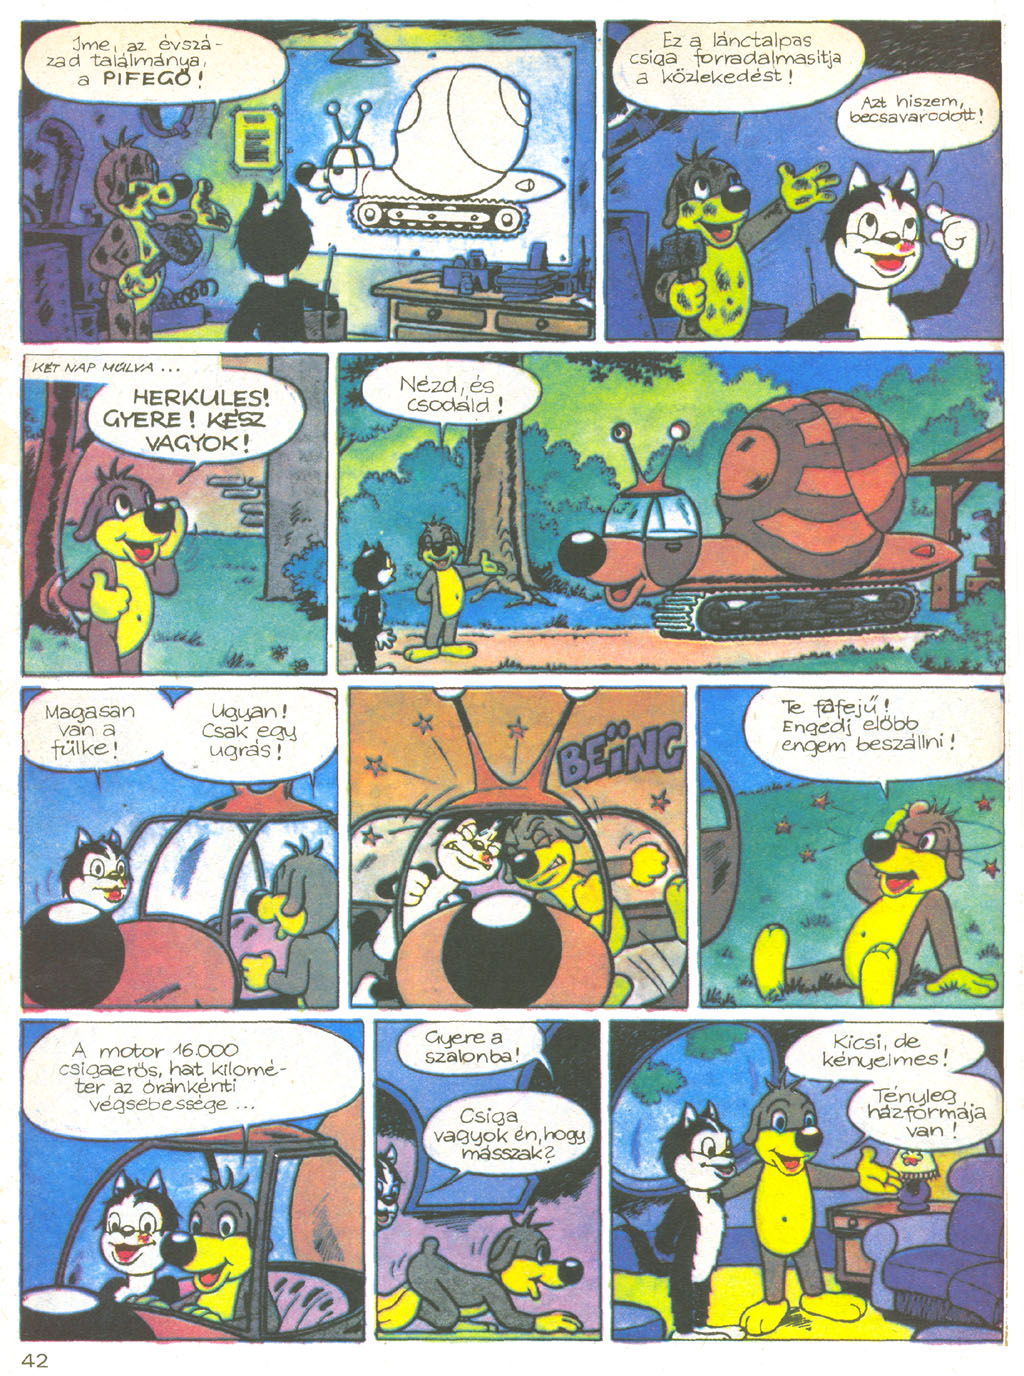 Ime, az évszá-
zad találmánya,
a PIFEGŐ!
Ez a lánctalpas
csiga forradalmasítja
a közlekedést!
Azt hiszem,
becsavarodott!
KÉT NAP MÚLVA ...
HERKULES!
GYERE! KÉSZ
VAGYOK!
Nézd, és
csodáld!
Magasan
van a
fülke!
Ugyan!
Csak egy
ugrás!
BEÏNG
Te fafejű!
Engedj előbb
engem beszállni!
A motor 16.000
csigaerős, hat kilomé-
ter az óránkénti
végsebessége ...
Gyere a
szalonba!
Csiga
vagyok én, hogy
másszak?
Kicsi, de
kényelmes!
Tényleg
házformája
van!
42